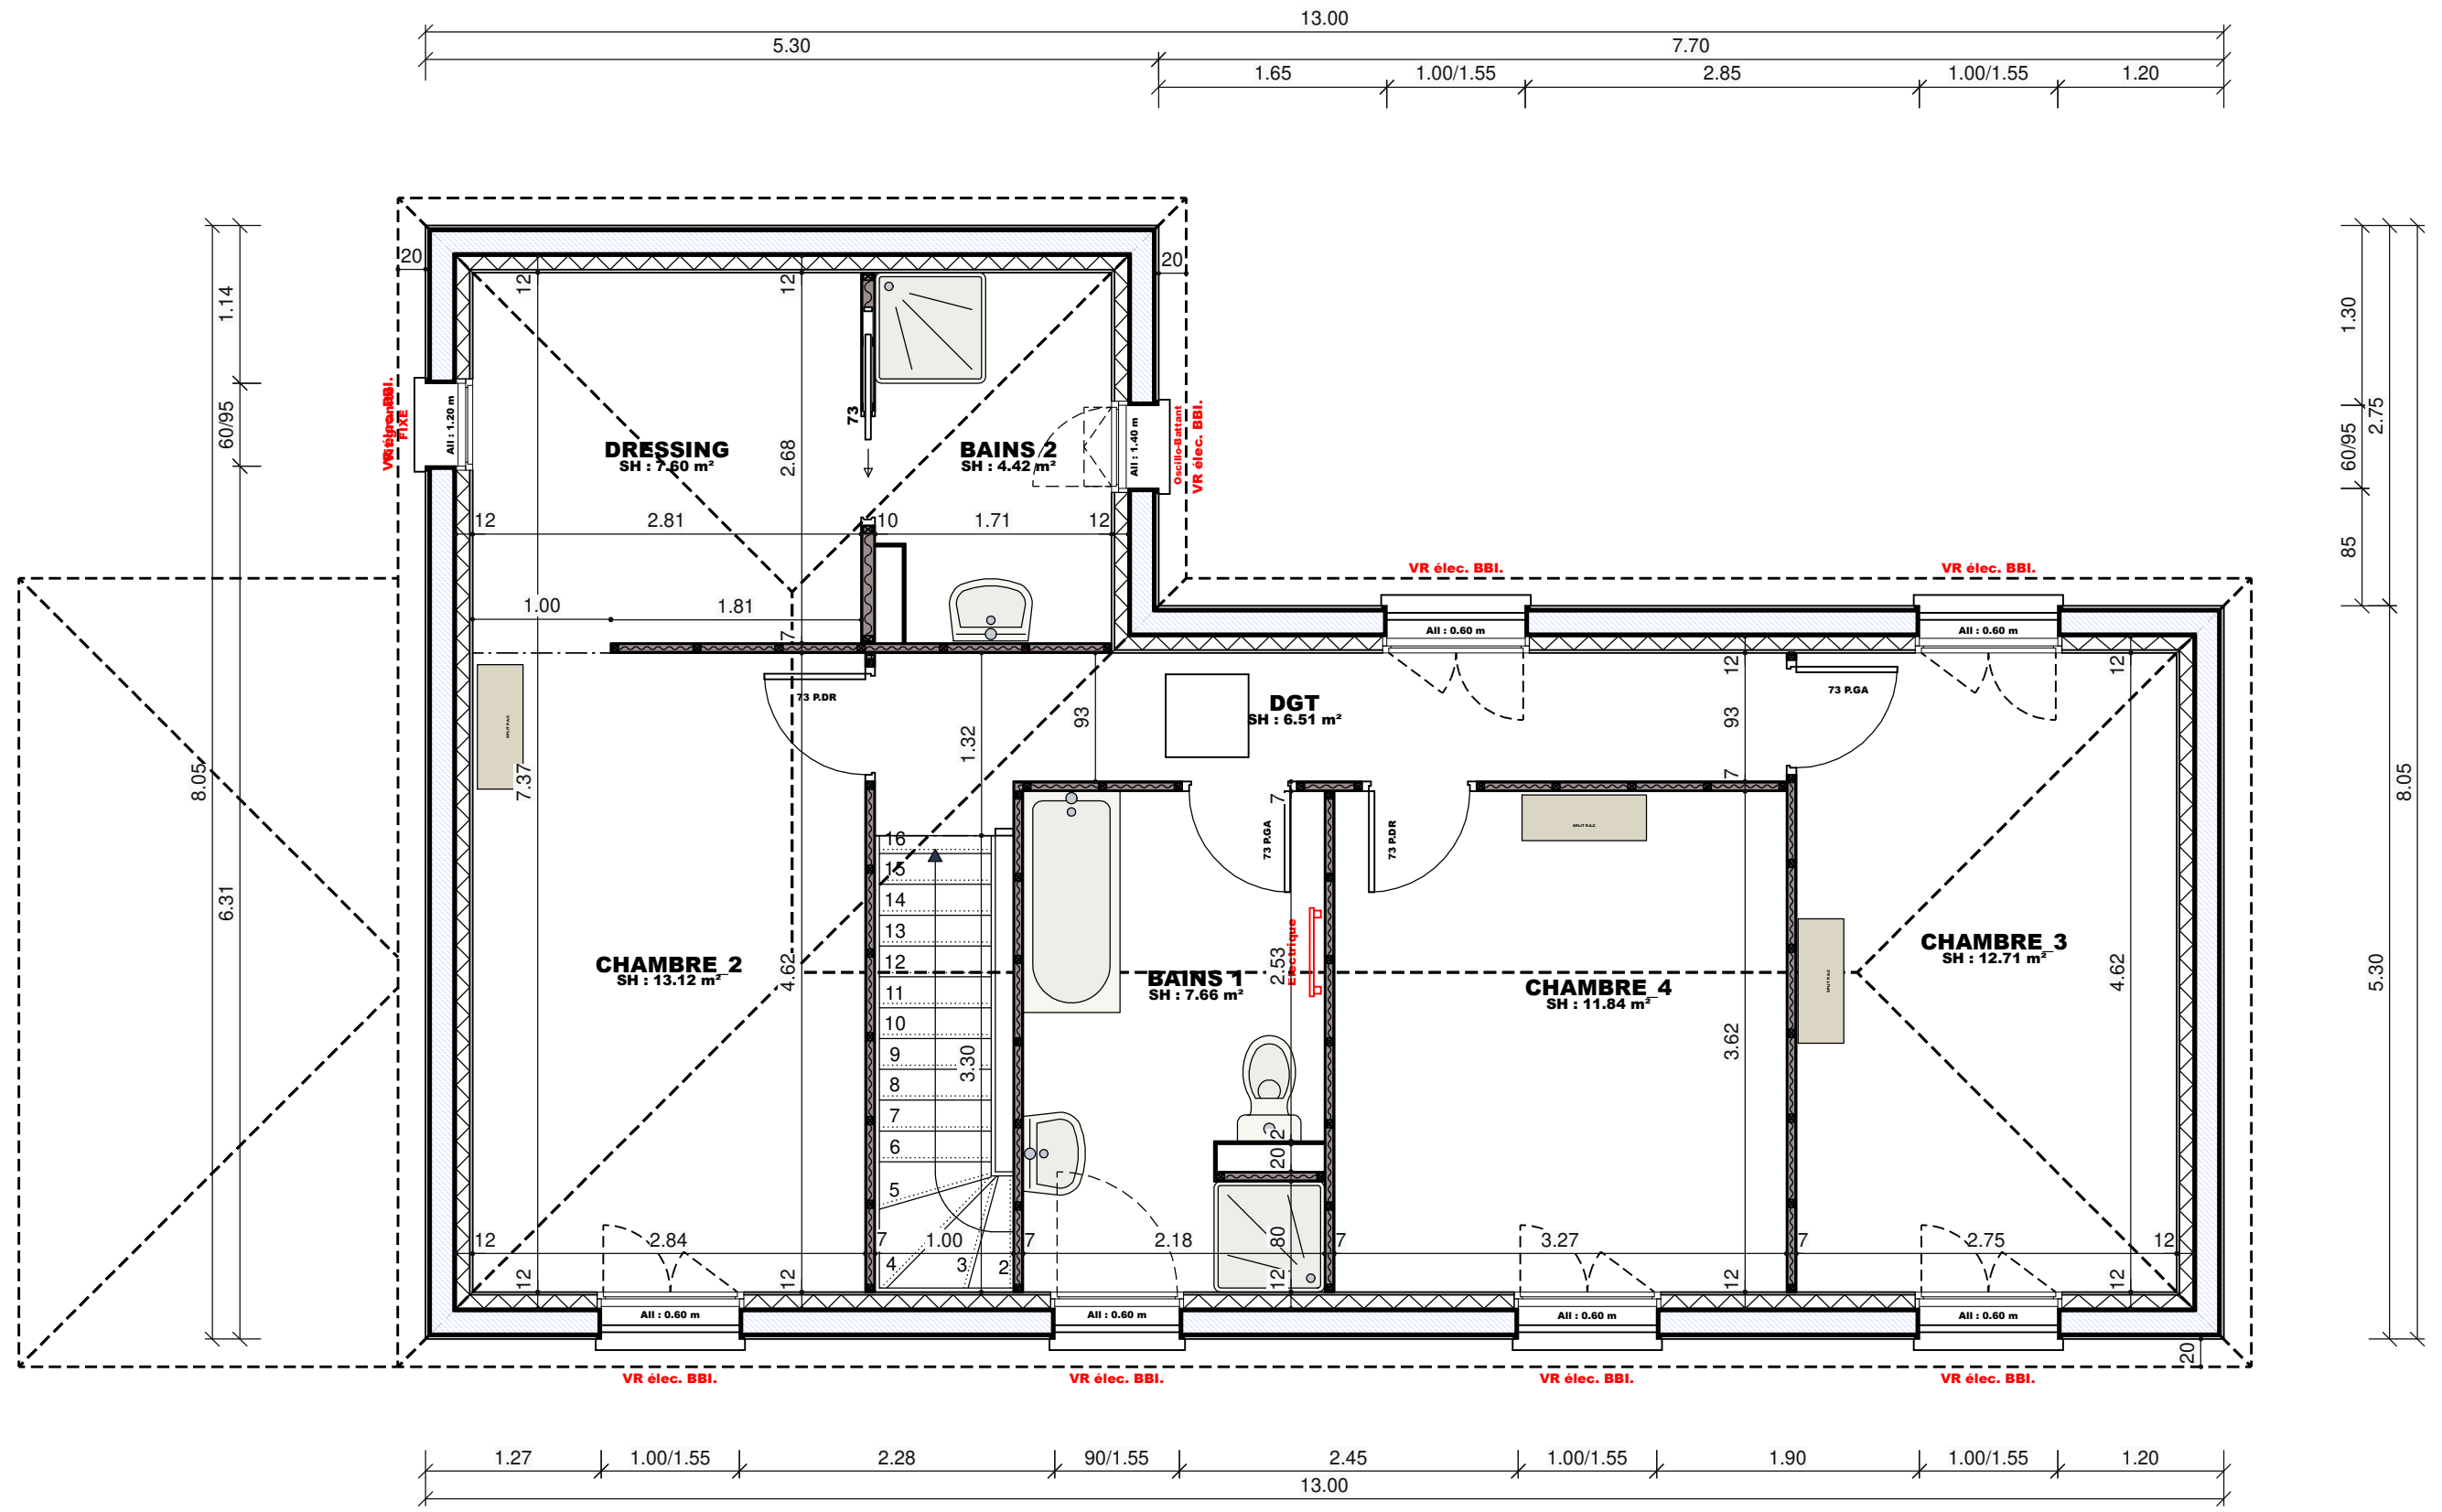 13.00
5.30
7.70
1.65
1.00/1.55
2.85
1.00/1.55
1.20
20
20
12
12
1.14
60/95
8.05
6.31
1.30
60/95
85
2.75
5.30
8.05
FIXE
All : 1.20 m
DRESSING
SH : 7.60 m²
2.68
73
BAINS 2
SH : 4.42 m²
All : 1.40 m
Oscillo-Battant
VR élec. BBI.
12
2.81
10
1.71
12
1.00
1.81
7
VR élec. BBI.
VR élec. BBI.
All : 0.60 m
All : 0.60 m
12
12
73 P.DR
73 P.GA
DGT
SH : 6.51 m²
1.32
93
93
7
7.37
SPLIT P.A.C
16
15
14
13
12
11
10
9
8
7
6
5
4
3
2
7
73 P.GA
73 P.DR
SPLIT P.A.C
SPLIT P.A.C
CHAMBRE_2
SH : 13.12 m²
4.62
3.30
BAINS 1
SH : 7.66 m²
2.53
Electrique
CHAMBRE_4
SH : 11.84 m²
3.62
CHAMBRE_3
SH : 12.71 m²
4.62
2
20
80
12
12
2.84
7
1.00
7
2.18
7
3.27
7
2.75
12
12
12
12
12
All : 0.60 m
All : 0.60 m
All : 0.60 m
All : 0.60 m
20
VR élec. BBI.
VR élec. BBI.
VR élec. BBI.
VR élec. BBI.
1.27
1.00/1.55
2.28
90/1.55
2.45
1.00/1.55
1.90
1.00/1.55
1.20
13.00